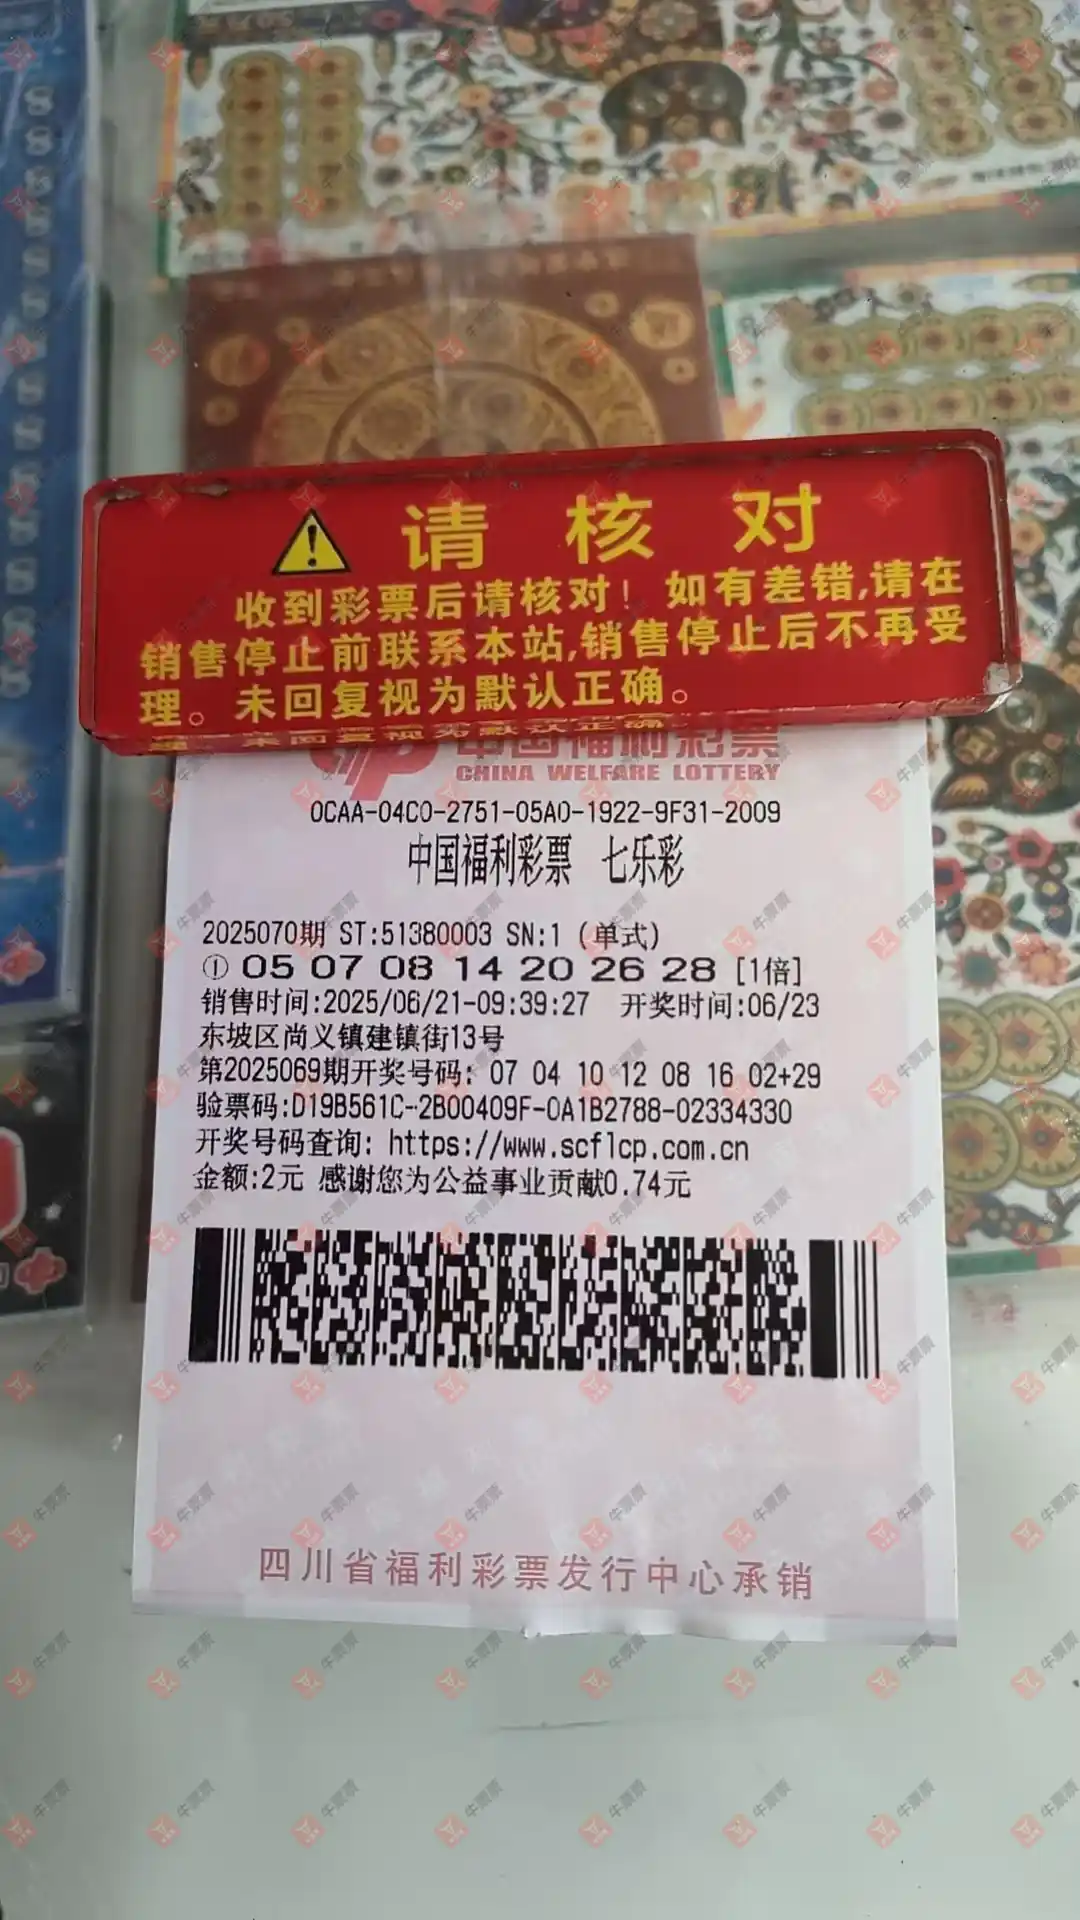 请核对
收到彩票后请核对！如有差错,请在
销售停止前联系本站,销售停止后不再受
理。未回复视为默认正确。
中国福利彩票
CHINA WELFARE LOTTERY
0CAA-04C0-2751-05A0-1922-9F31-2009
中国福利彩票 七乐彩
2025070期 ST:51380003 SN:1 (单式)
① 05 07 08 14 20 26 28 [1倍]
销售时间:2025/06/21-09:39:27 开奖时间:06/23
东坡区尚义镇建镇街13号
第2025069期开奖号码: 07 04 10 12 08 16 02+29
验票码:D19B561C-2B00409F-0A1B2788-02334330
开奖号码查询: https://www.scflcp.com.cn
金额:2元 感谢您为公益事业贡献0.74元
四川省福利彩票发行中心承销
牛票票